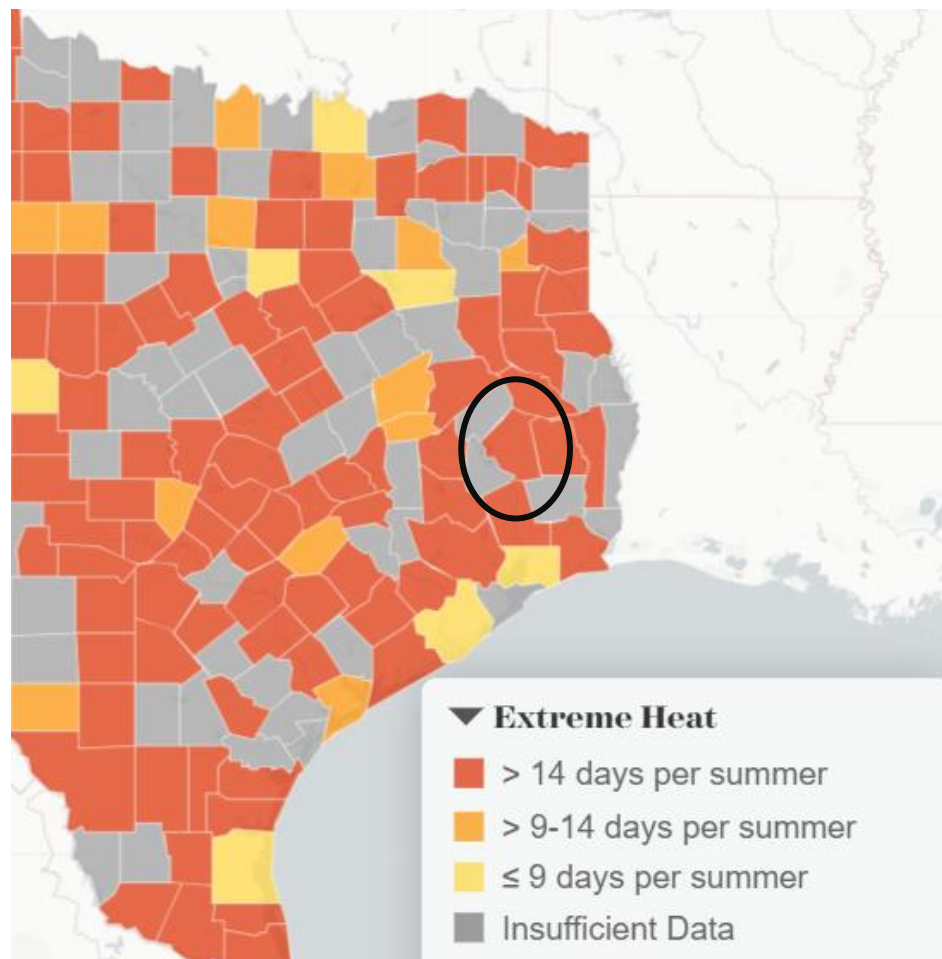 Extreme Heat
> 14 days per summer
> 9-14 days per summer
≤ 9 days per summer
Insufficient Data